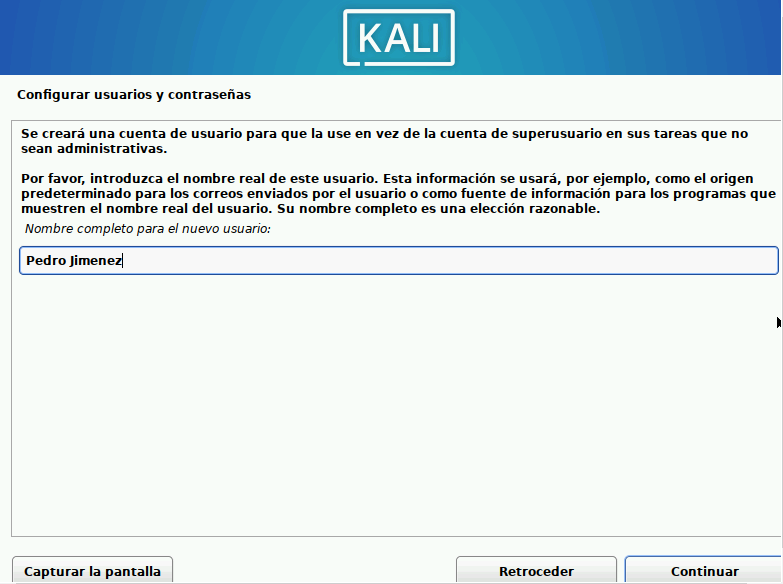 KALI
Configurar usuarios y contraseñas
Se creará una cuenta de usuario para que la use en vez de la cuenta de superusuario en sus tareas que no
sean administrativas.
Por favor, introduzca el nombre real de este usuario. Esta información se usará, por ejemplo, como el origen
predeterminado para los correos enviados por el usuario o como fuente de información para los programas que
muestren el nombre real del usuario. Su nombre completo es una elección razonable.
Nombre completo para el nuevo usuario:
Pedro Jimenez
Capturar la pantalla
Retroceder
Continuar